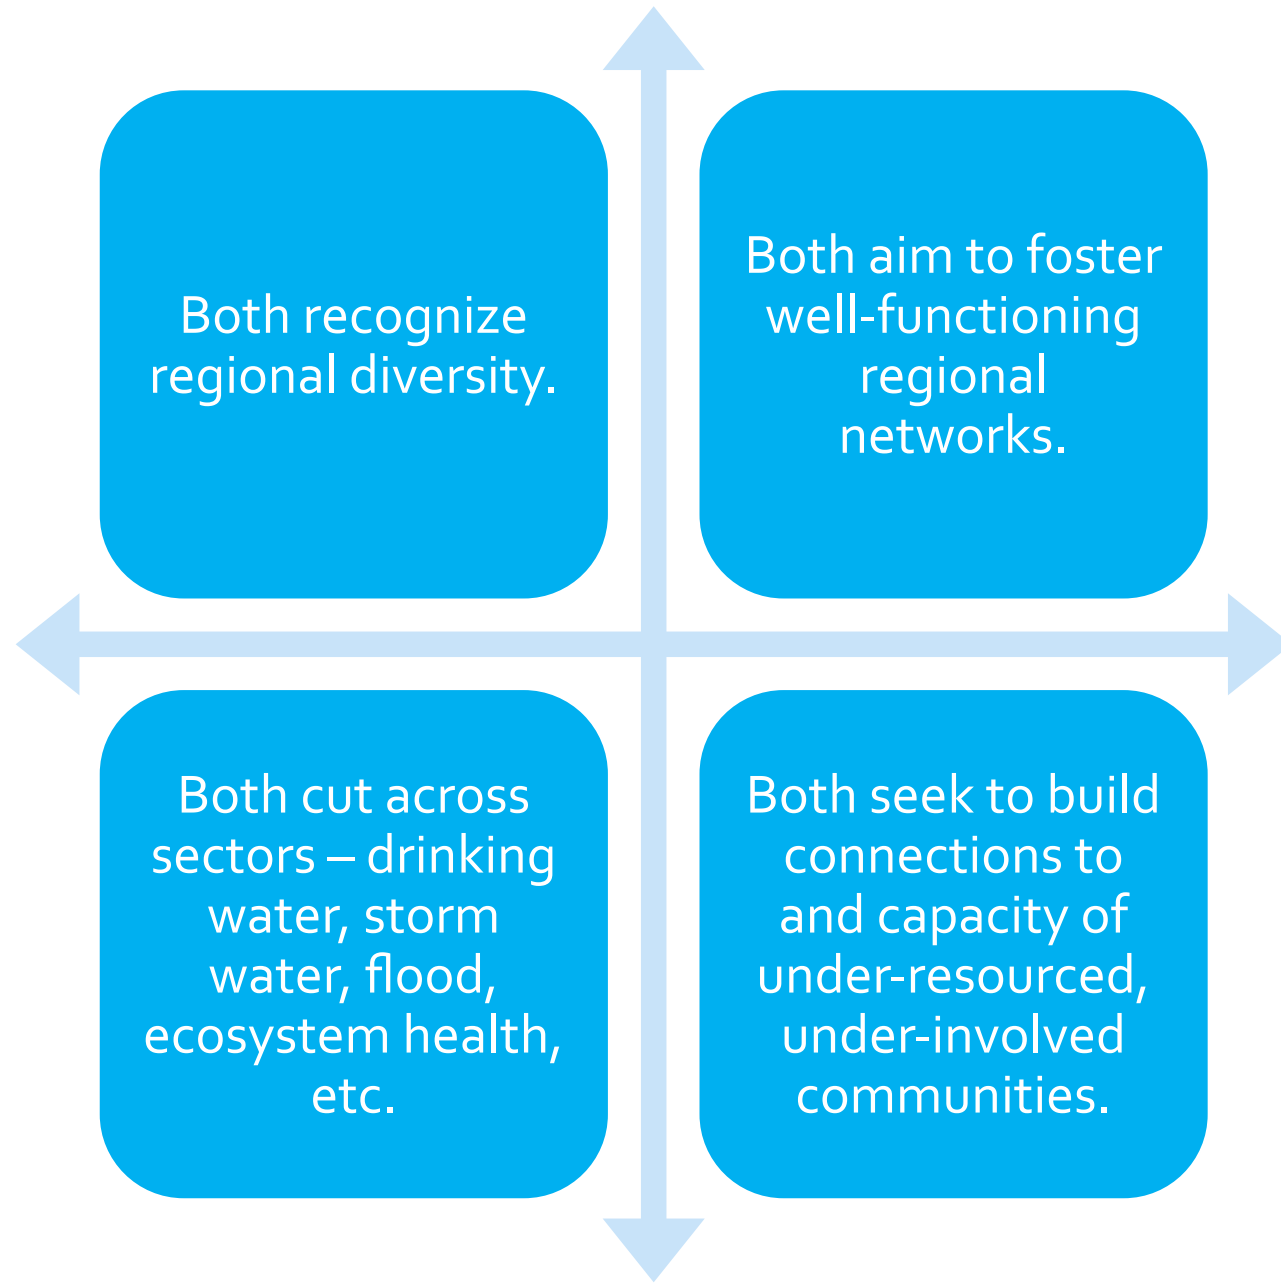 Both recognize
regional diversity.
Both aim to foster
well-functioning
regional
networks.
Both cut across
sectors – drinking
water, storm
water, flood,
ecosystem health,
etc.
Both seek to build
connections to
and capacity of
under-resourced,
under-involved
communities.